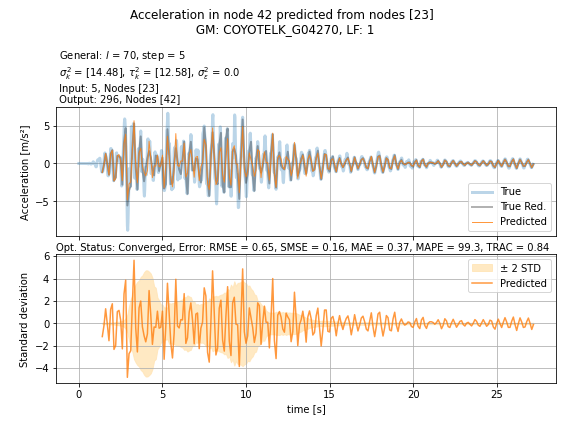 Acceleration in node 42 predicted from nodes [23]
GM: COYOTELK_G04270, LF: 1
General: l = 70, step = 5
σ²ₖ = [14.48], τ²ₖ = [12.58], σ²ε = 0.0
Input: 5, Nodes [23]
Output: 296, Nodes [42]
Acceleration [m/s²]
5
0
−5
True
True Red.
Predicted
Opt. Status: Converged, Error: RMSE = 0.65, SMSE = 0.16, MAE = 0.37, MAPE = 99.3, TRAC = 0.84
Standard deviation
6
4
2
0
−2
−4
± 2 STD
Predicted
0 5 10 15 20 25
time [s]